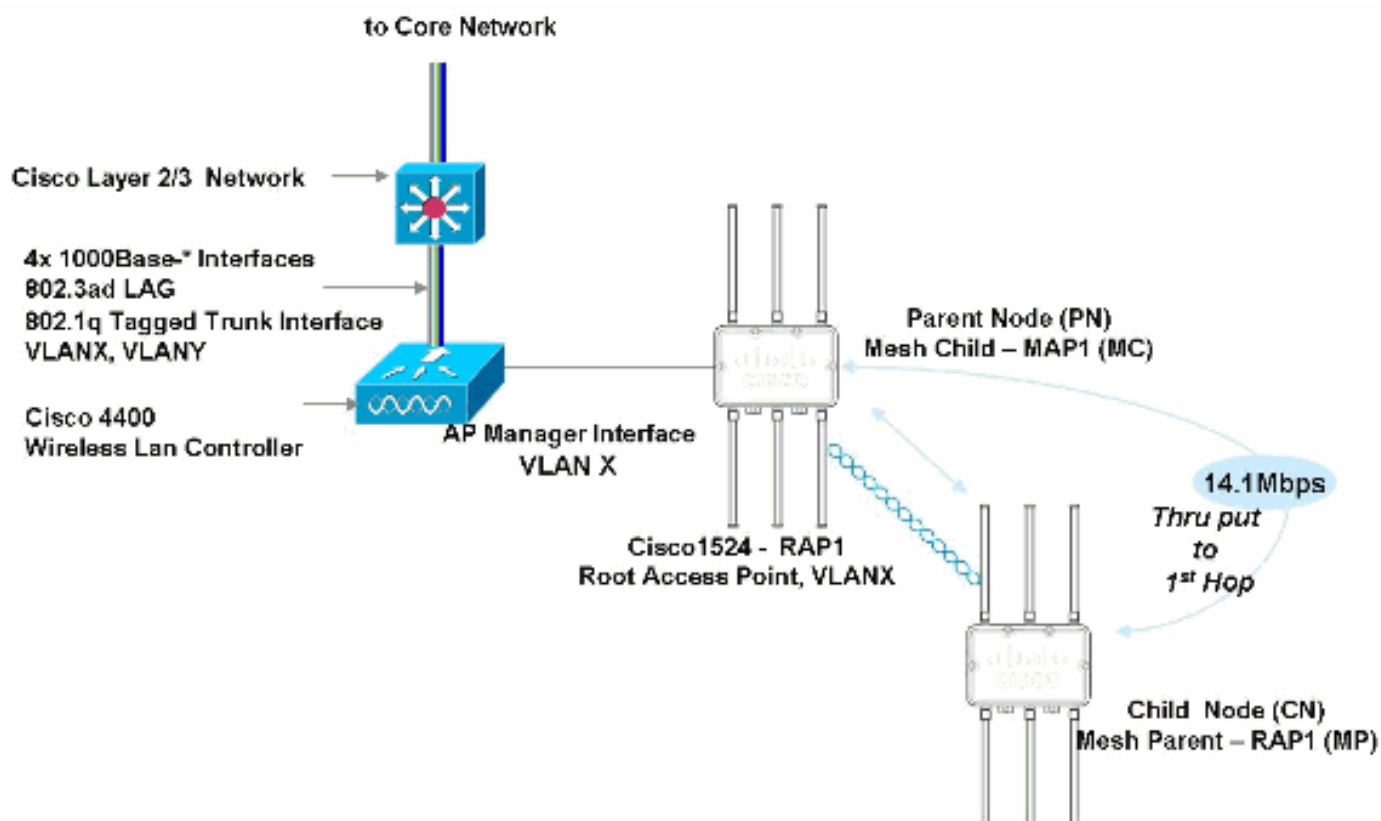 to Core Network
Cisco Layer 2/3 Network
4x 1000Base-* Interfaces
802.3ad LAG
802.1q Tagged Trunk Interface
VLANX, VLANY
Cisco 4400
Wireless Lan Controller
AP Manager Interface
VLAN X
Cisco1524 - RAP1
Root Access Point, VLANX
Parent Node (PN)
Mesh Child – MAP1 (MC)
14.1Mbps
Thru put
to
1st Hop
Child Node (CN)
Mesh Parent – RAP1 (MP)